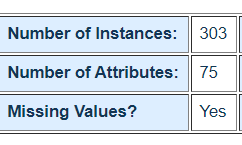 Number of Instances: 303
Number of Attributes: 75
Missing Values? Yes